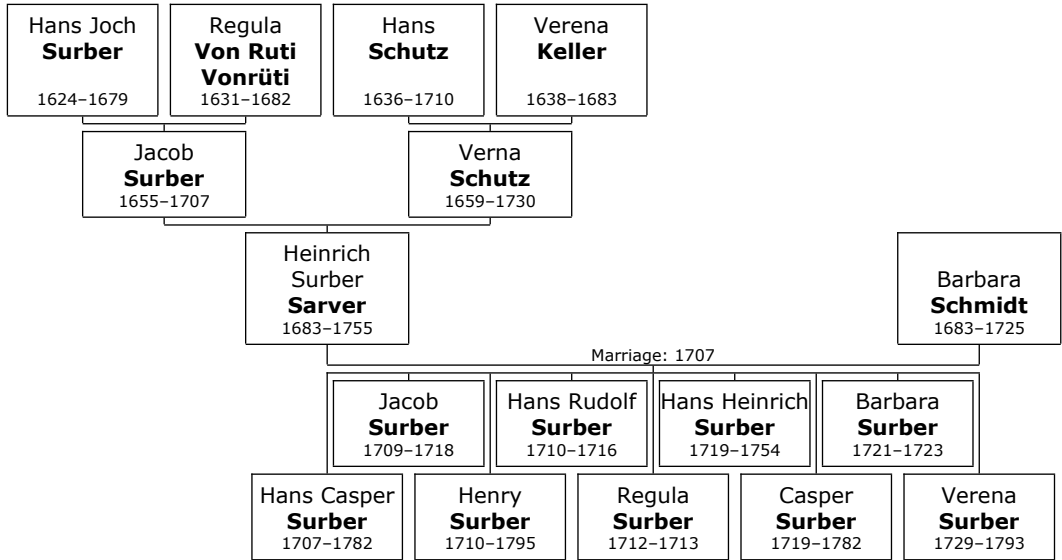 Hans Joch
Surber
1624–1679
Regula
Von Ruti
Vonrüti
1631–1682
Hans
Schutz
1636–1710
Verena
Keller
1638–1683
Jacob
Surber
1655–1707
Verna
Schutz
1659–1730
Heinrich
Surber
Sarver
1683–1755
Barbara
Schmidt
1683–1725
Marriage: 1707
Jacob
Surber
1709–1718
Hans Rudolf
Surber
1710–1716
Hans Heinrich
Surber
1719–1754
Barbara
Surber
1721–1723
Hans Casper
Surber
1707–1782
Henry
Surber
1710–1795
Regula
Surber
1712–1713
Casper
Surber
1719–1782
Verena
Surber
1729–1793